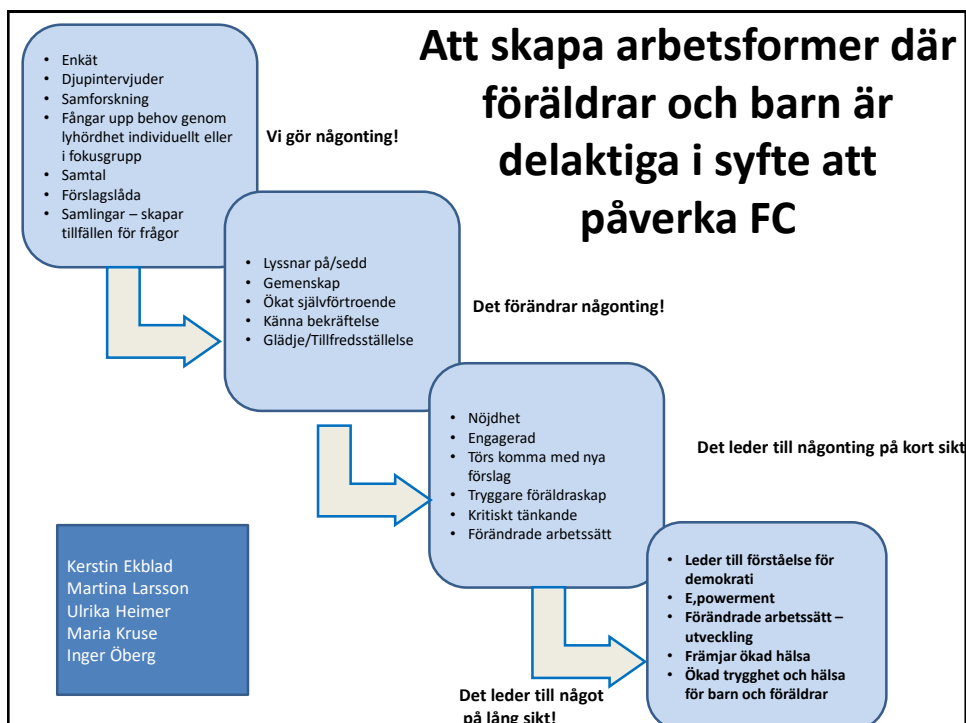 Att skapa arbetsformer där
föräldrar och barn är
delaktiga i syfte att
påverka FC
• Enkät
• Djupintervjuder
• Samforskning
• Fångar upp behov genom
lyhördhet individuellt eller
i fokusgrupp
• Samtal
• Förslagslåda
• Samlingar – skapar
tillfällen för frågor
Vi gör någonting!
• Lyssnar på/sedd
• Gemenskap
• Ökat självförtroende
• Känna bekräftelse
• Glädje/Tillfredsställelse
Det förändrar någonting!
• Nöjdhet
• Engagerad
• Törs komma med nya
förslag
• Tryggare föräldraskap
• Kritiskt tänkande
• Förändrade arbetssätt
Det leder till någonting på kort sikt
• Leder till förståelse för
demokrati
• E,powerment
• Förändrade arbetssätt –
utveckling
• Främjar ökad hälsa
• Ökad trygghet och hälsa
för barn och föräldrar
Det leder till något
på lång sikt!
Kerstin Ekblad
Martina Larsson
Ulrika Heimer
Maria Kruse
Inger Öberg